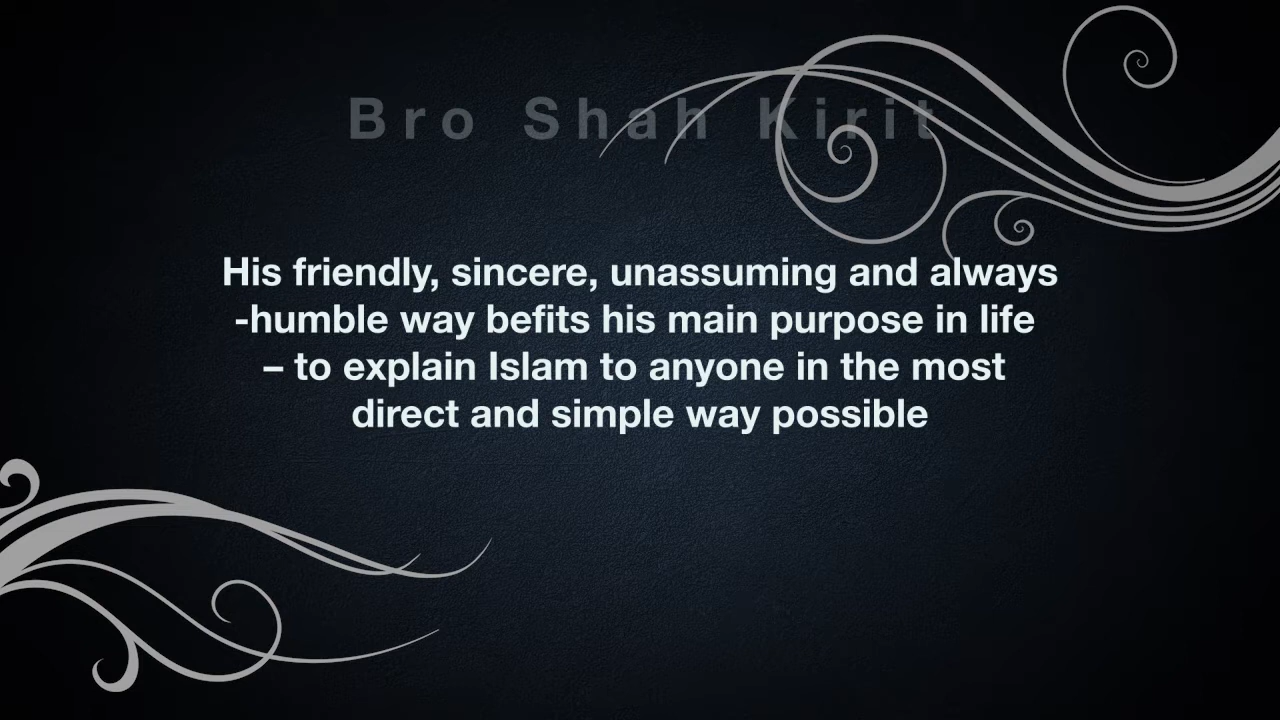 Bro Shah Kirit
His friendly, sincere, unassuming and always
-humble way befits his main purpose in life
– to explain Islam to anyone in the most
direct and simple way possible